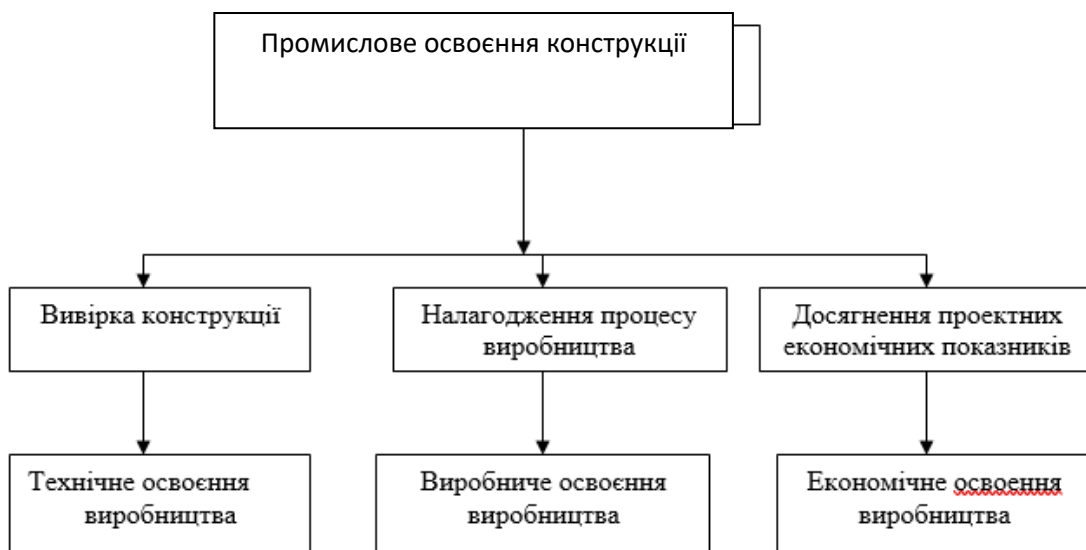 Промислове освоєння конструкції
Вивірка конструкції
Налагодження процесу
виробництва
Досягнення проектних
економічних показників
Технічне освоєння
виробництва
Виробниче освоєння
виробництва
Економічне освоення
виробництва